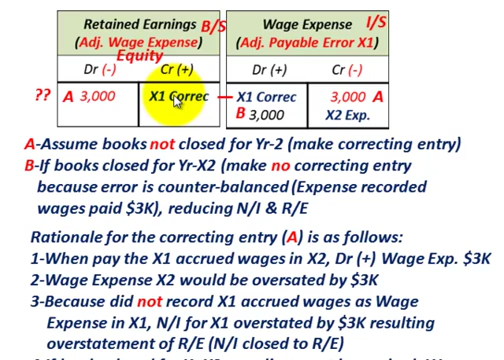 Retained Earnings B/S
(Adj. Wage Expense)
Equity
Dr (-) Cr (+)
?? A 3,000 X1 Correc
Wage Expense I/S
(Adj. Payable Error X1)
Dr (+) Cr (-)
X1 Correc 3,000 A
B 3,000 X2 Exp.
A-Assume books not closed for Yr-2 (make correcting entry)
B-If books closed for Yr-X2 (make no correcting entry
because error is counter-balanced (Expense recorded
wages paid $3K), reducing N/I & R/E
Rationale for the correcting entry (A) is as follows:
1-When pay the X1 accrued wages in X2, Dr (+) Wage Exp. $3K
2-Wage Expense X2 would be oversated by $3K
3-Because did not record X1 accrued wages as Wage
Expense in X1, N/I for X1 overstated by $3K resulting
overstatement of R/E (N/I closed to R/E)